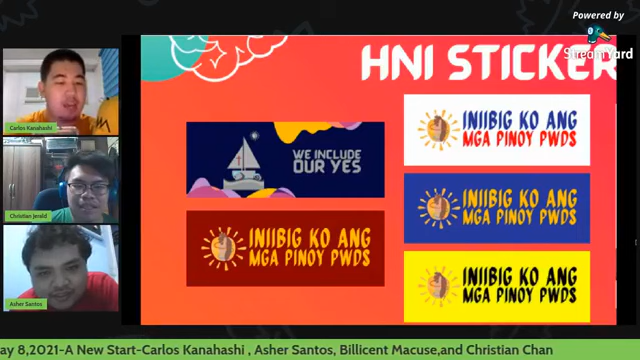 Powered by
StreamYard
HNI STICKER
Carlos Kanahashi
Christian Jerald
Asher Santos
WE INCLUDE
OUR YES
INIIBIG KO ANG
MGA PINOY PWDS
INIIBIG KO ANG
MGA PINOY PWDS
INIIBIG KO ANG
MGA PINOY PWDS
INIIBIG KO ANG
MGA PINOY PWDS
ay 8,2021-A New Start-Carlos Kanahashi , Asher Santos, Billicent Macuse,and Christian Chan